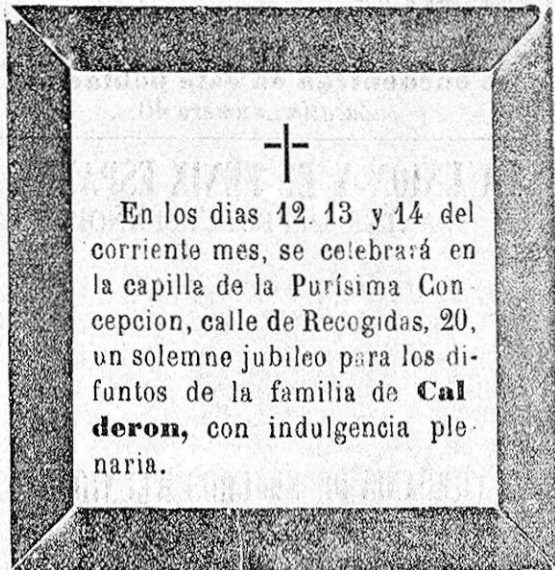 En los dias 12. 13 y 14 del
corriente mes, se celebrará en
la capilla de la Purísima Con-
cepcion, calle de Recogidas, 20,
un solemne jubileo para los di-
funtos de la familia de Cal
deron, con indulgencia ple-
naria.